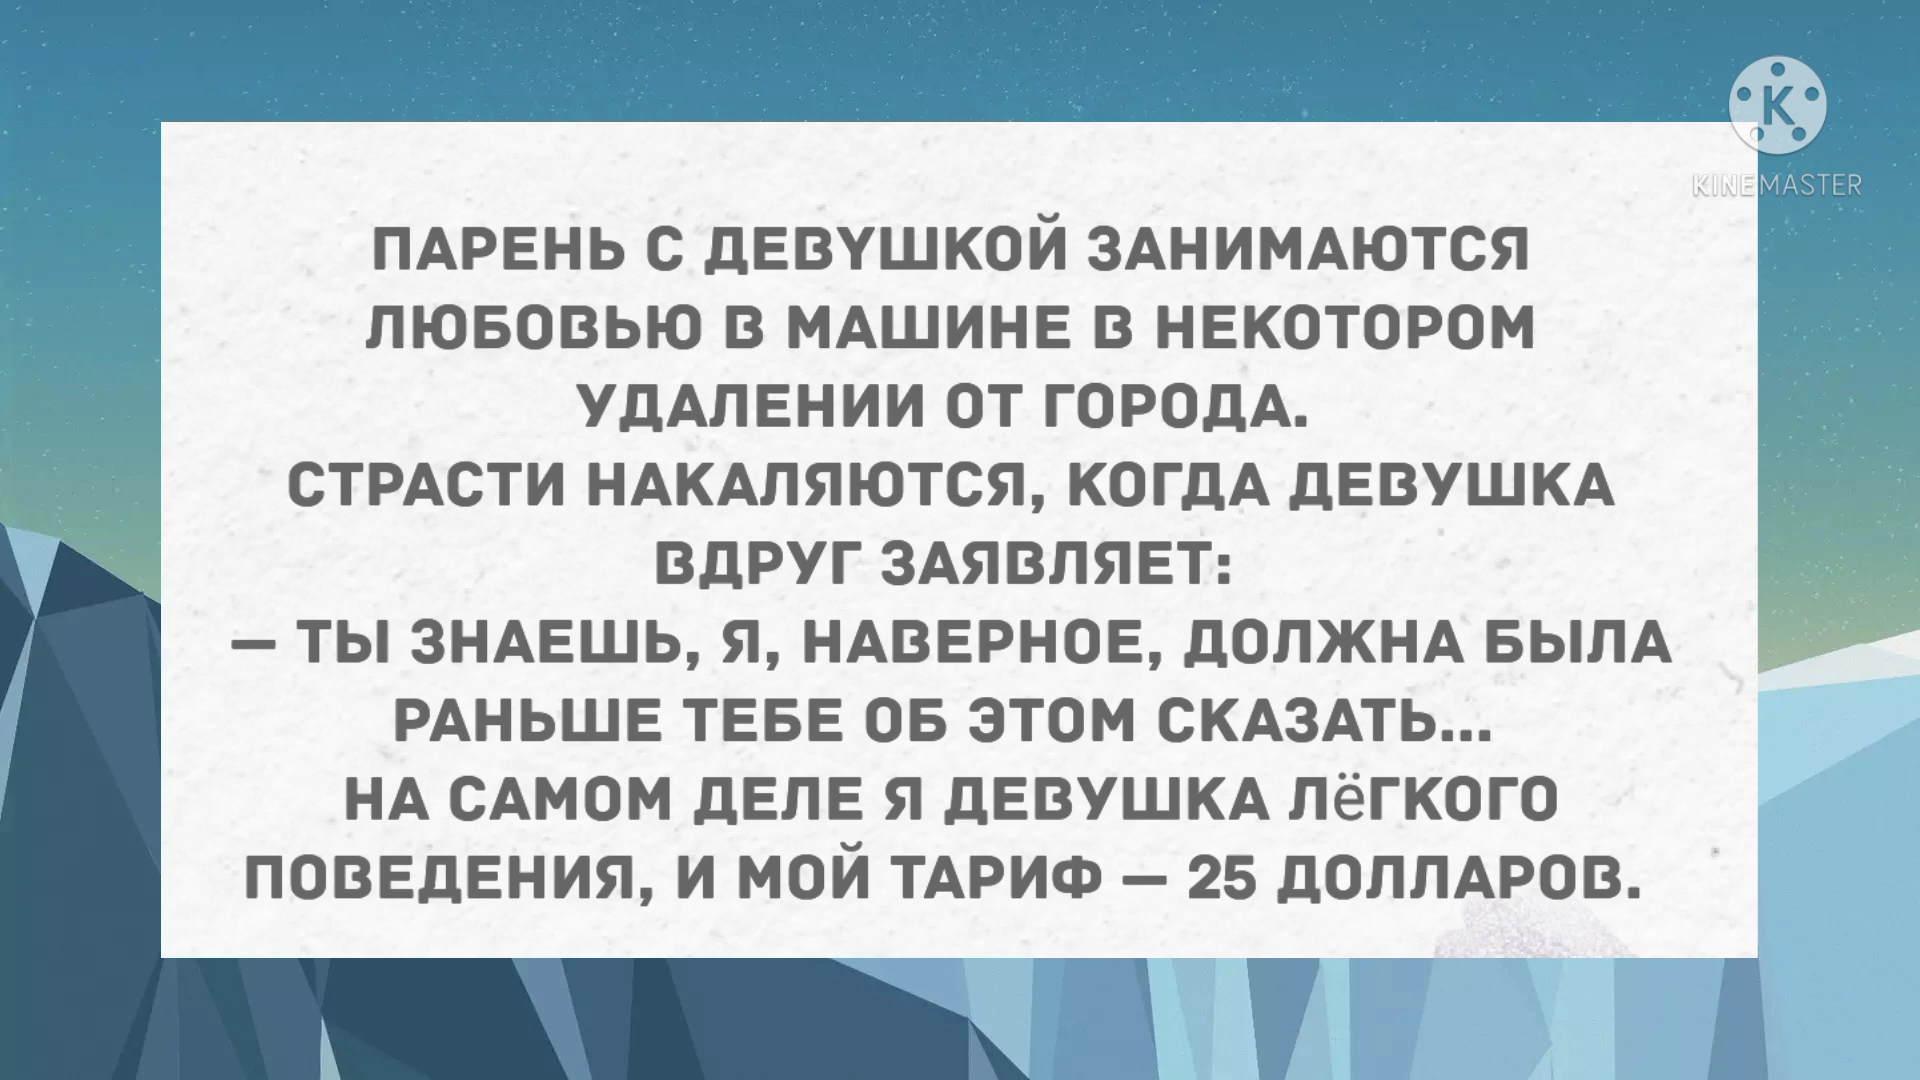 ПАРЕНЬ С ДЕВУШКОЙ ЗАНИМАЮТСЯ
ЛЮБОВЬЮ В МАШИНЕ В НЕКОТОРОМ
УДАЛЕНИИ ОТ ГОРОДА.
СТРАСТИ НАКАЛЯЮТСЯ, КОГДА ДЕВУШКА
ВДРУГ ЗАЯВЛЯЕТ:
— ТЫ ЗНАЕШЬ, Я, НАВЕРНОЕ, ДОЛЖНА БЫЛА
РАНЬШЕ ТЕБЕ ОБ ЭТОМ СКАЗАТЬ...
НА САМОМ ДЕЛЕ Я ДЕВУШКА ЛёГКОГО
ПОВЕДЕНИЯ, И МОЙ ТАРИФ — 25 ДОЛЛАРОВ.
K
KINEMASTER